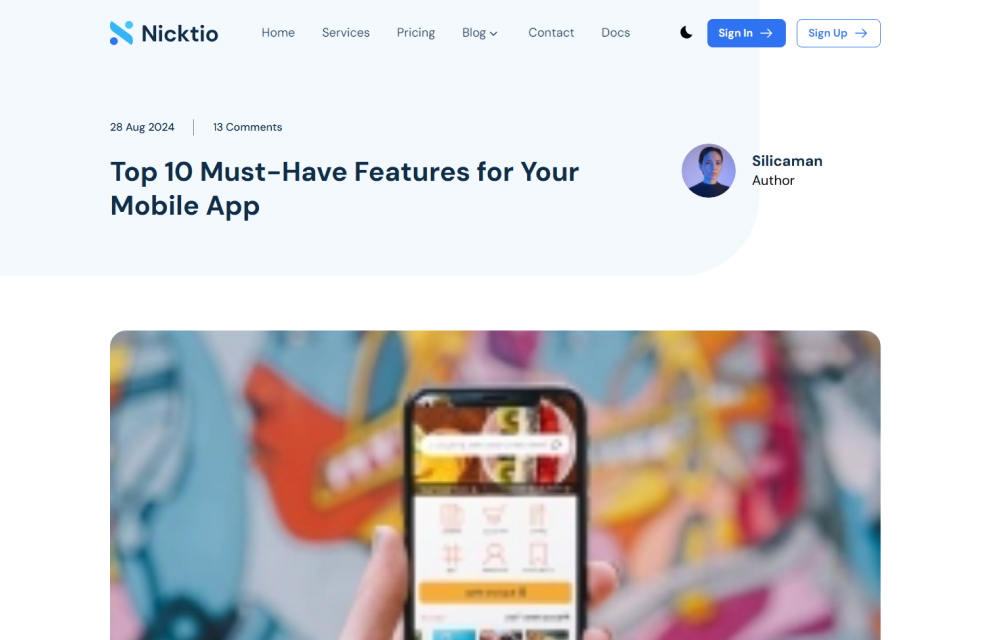 Nicktio
Home Services Pricing Blog Contact Docs
Sign In
Sign Up
28 Aug 2024
13 Comments
Top 10 Must-Have Features for Your
Mobile App
Silicaman
Author